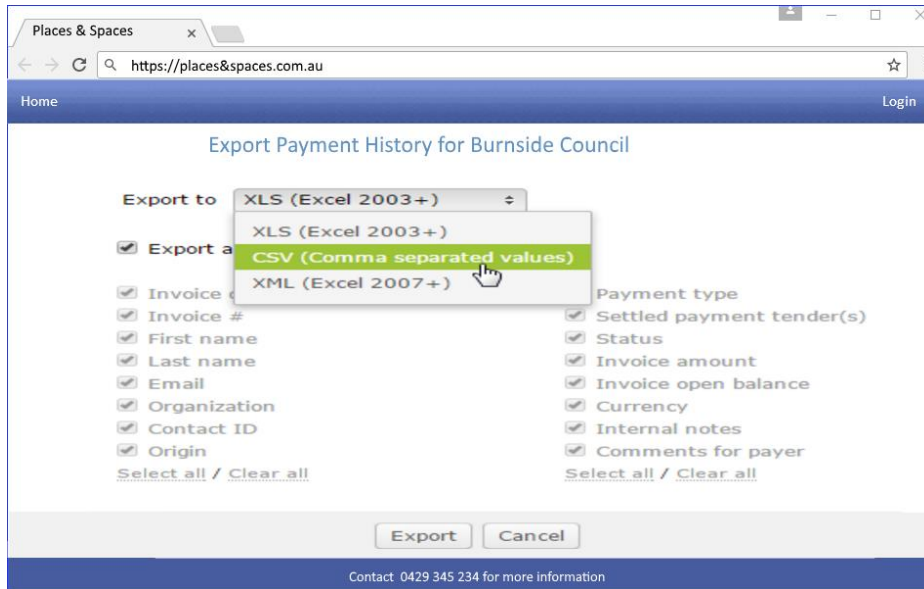 Places & Spaces
https://places&spaces.com.au
Home Login
Export Payment History for Burnside Council
Export to XLS (Excel 2003+)
XLS (Excel 2003+)
Export a
CSV (Comma separated values)
XML (Excel 2007+)
Invoice Payment type
Invoice # Settled payment tender(s)
First name Status
Last name Invoice amount
Email Invoice open balance
Organization Currency
Contact ID Internal notes
Origin Comments for payer
Select all / Clear all Select all / Clear all
Export Cancel
Contact 0429 345 234 for more information